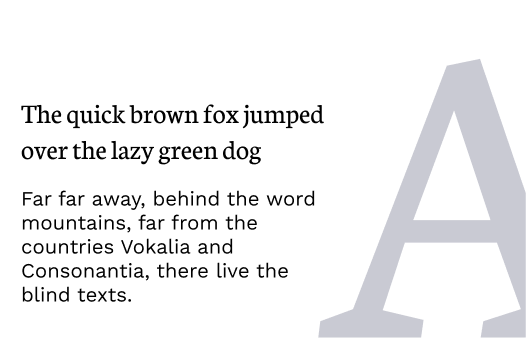 The quick brown fox jumped
over the lazy green dog
Far far away, behind the word
mountains, far from the
countries Vokalia and
Consonantia, there live the
blind texts.
A